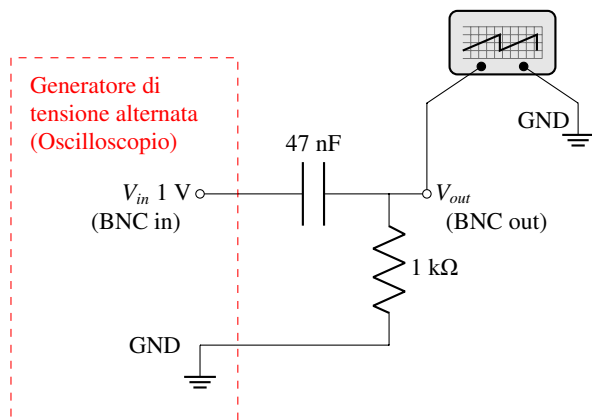 Generatore di
tensione alternata
(Oscilloscopio)
GND
47 nF
V_in 1 V
V_out
(BNC in)
(BNC out)
1 kΩ
GND